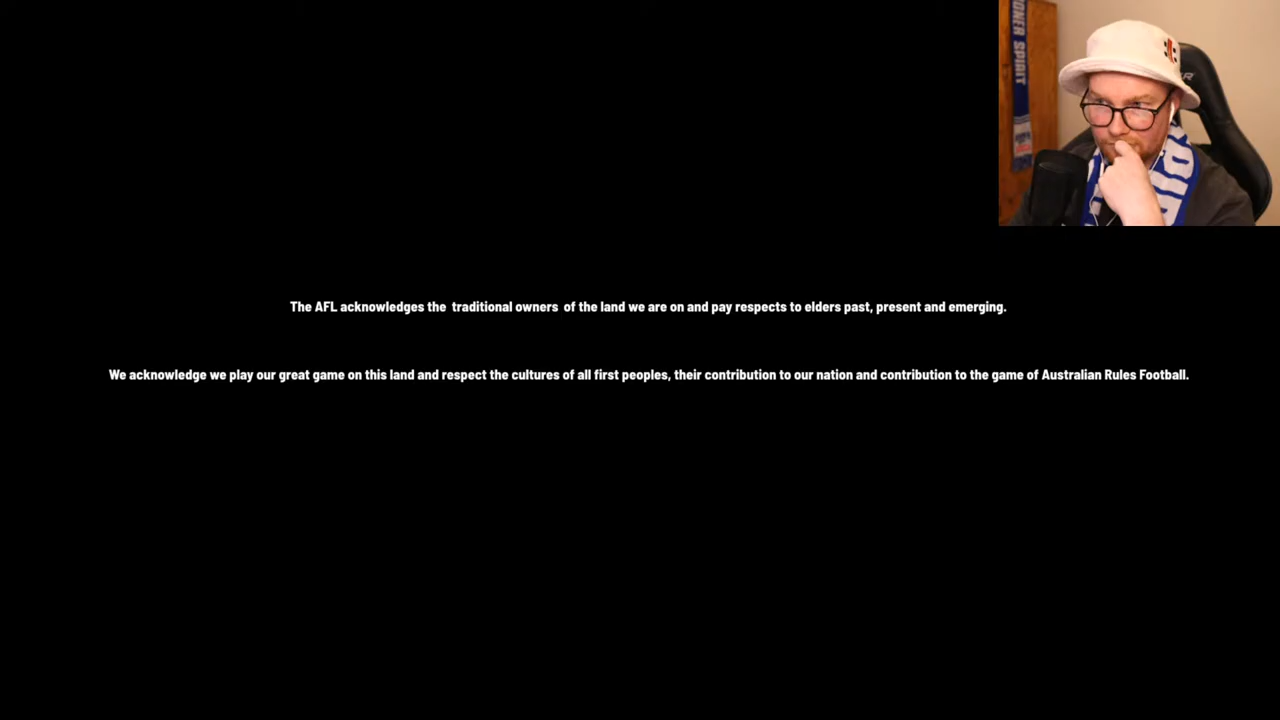 ONER SPIRIT
The AFL acknowledges the traditional owners of the land we are on and pay respects to elders past, present and emerging.
We acknowledge we play our great game on this land and respect the cultures of all first peoples, their contribution to our nation and contribution to the game of Australian Rules Football.